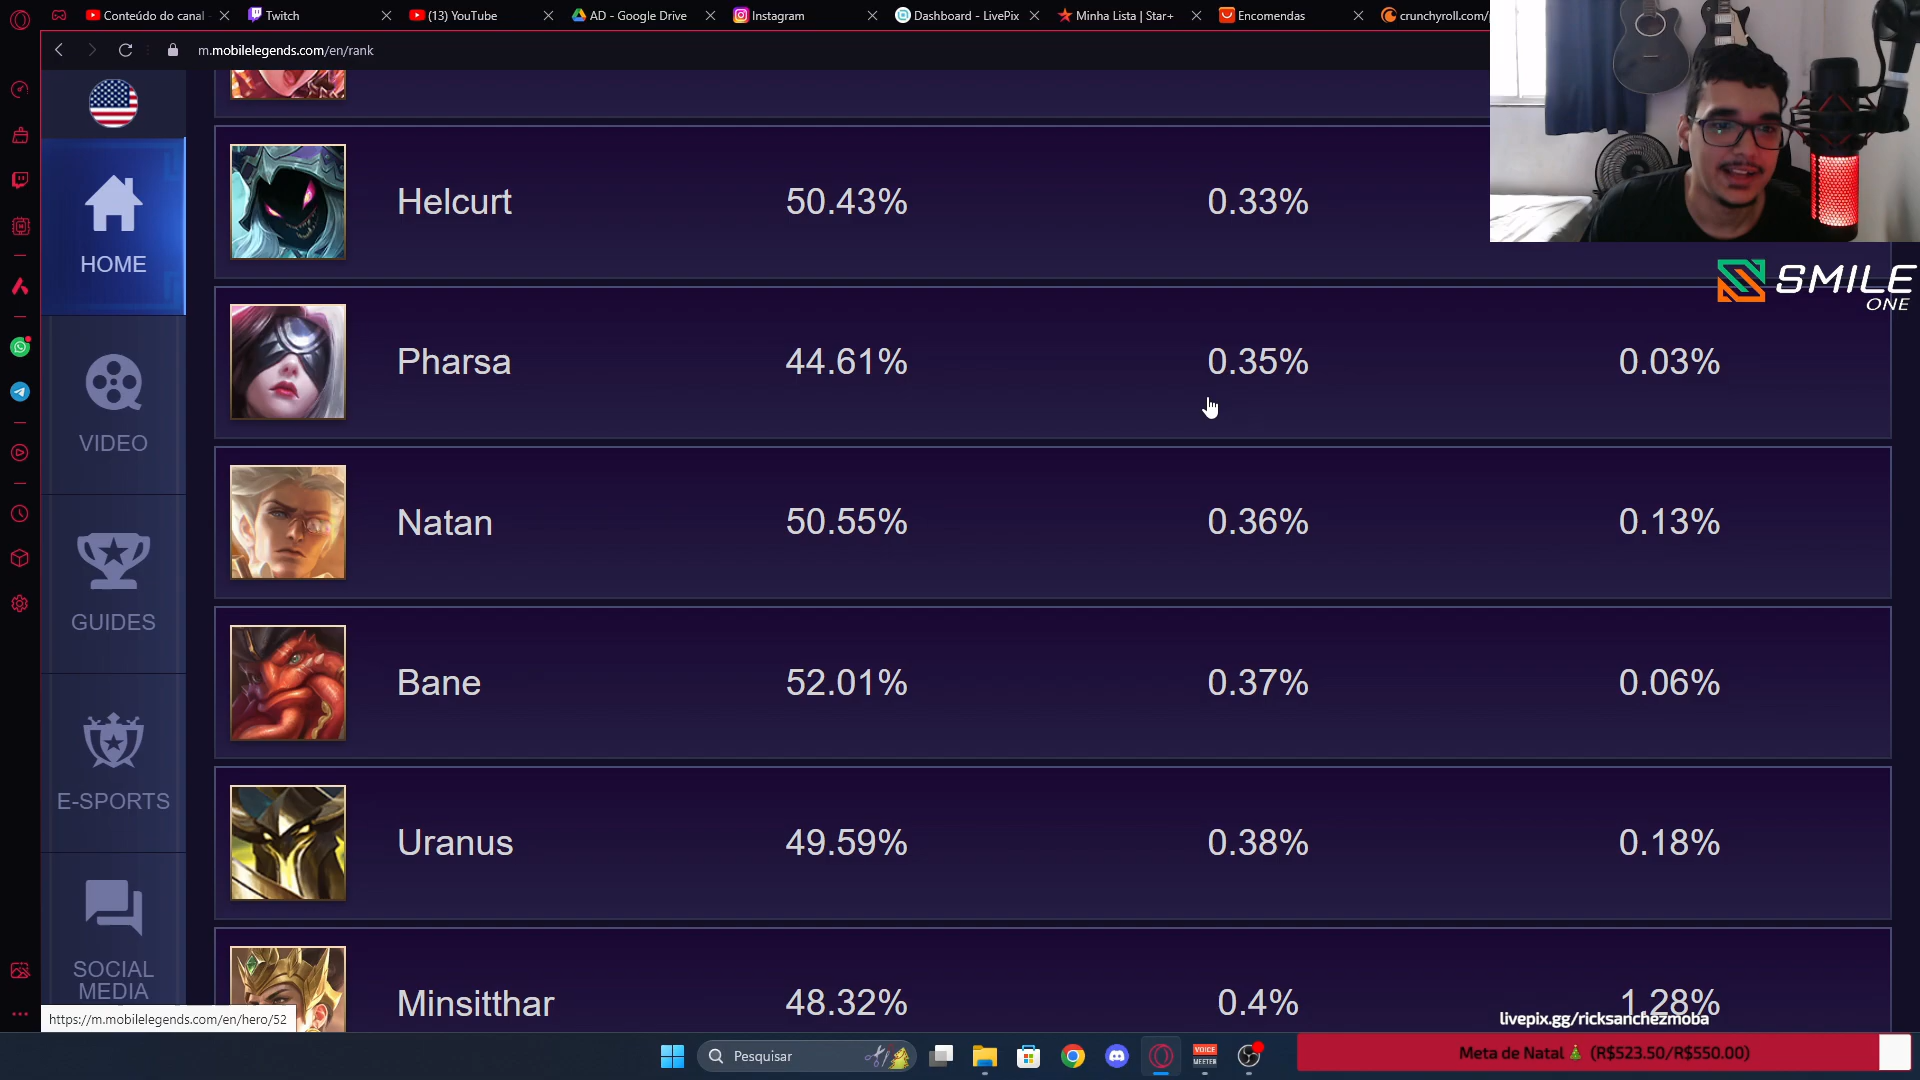 Conteúdo do canal
Twitch
(13) YouTube
AD - Google Drive
Instagram
Dashboard - LivePix
Minha Lista | Star+
Encomendas
crunchyroll.com/
m.mobilelegends.com/en/rank
HOME
VIDEO
GUIDES
E-SPORTS
SOCIAL
MEDIA
Helcurt 50.43% 0.33%
SMILE
ONE
Pharsa 44.61% 0.35% 0.03%
Natan 50.55% 0.36% 0.13%
Bane 52.01% 0.37% 0.06%
Uranus 49.59% 0.38% 0.18%
Minsitthar 48.32% 0.4% 1.28%
livepix.gg/ricksanchezmoba
https://m.mobilelegends.com/en/hero/52
Pesquisar
VOICE
MEETER
Meta de Natal🎄 (R$523.50/R$550.00)